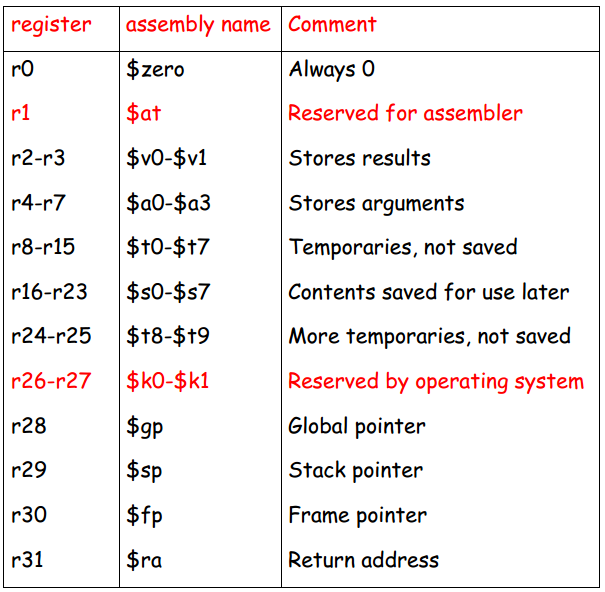 register assembly name Comment
r0 $zero Always 0
r1 $at Reserved for assembler
r2-r3 $v0-$v1 Stores results
r4-r7 $a0-$a3 Stores arguments
r8-r15 $t0-$t7 Temporaries, not saved
r16-r23 $s0-$s7 Contents saved for use later
r24-r25 $t8-$t9 More temporaries, not saved
r26-r27 $k0-$k1 Reserved by operating system
r28 $gp Global pointer
r29 $sp Stack pointer
r30 $fp Frame pointer
r31 $ra Return address